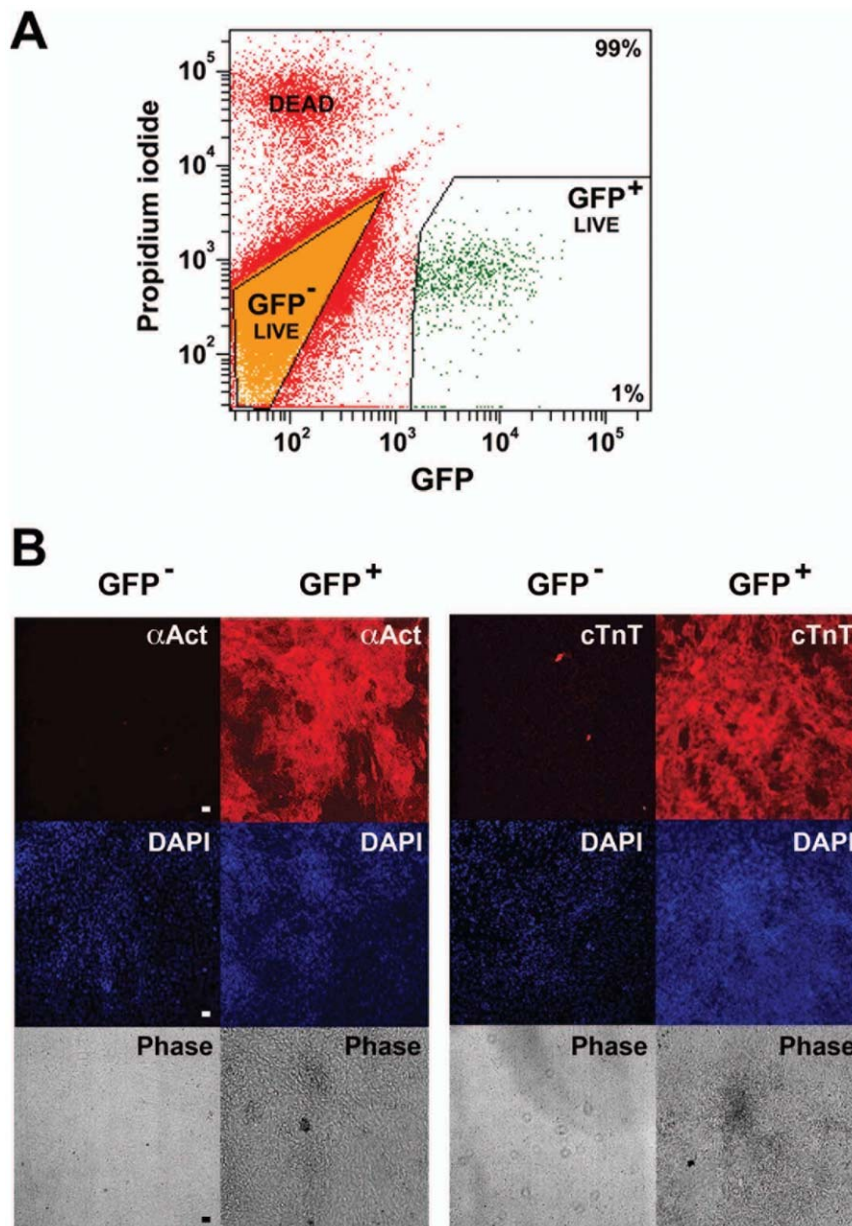 A
Propidium iodide
10⁵
10⁴
10³
10²
DEAD
99%
GFP⁺
LIVE
GFP⁻
LIVE
1%
10² 10³ 10⁴ 10⁵
GFP
B
GFP⁻ GFP⁺ GFP⁻ GFP⁺
αAct αAct cTnT cTnT
DAPI DAPI DAPI DAPI
Phase Phase Phase Phase